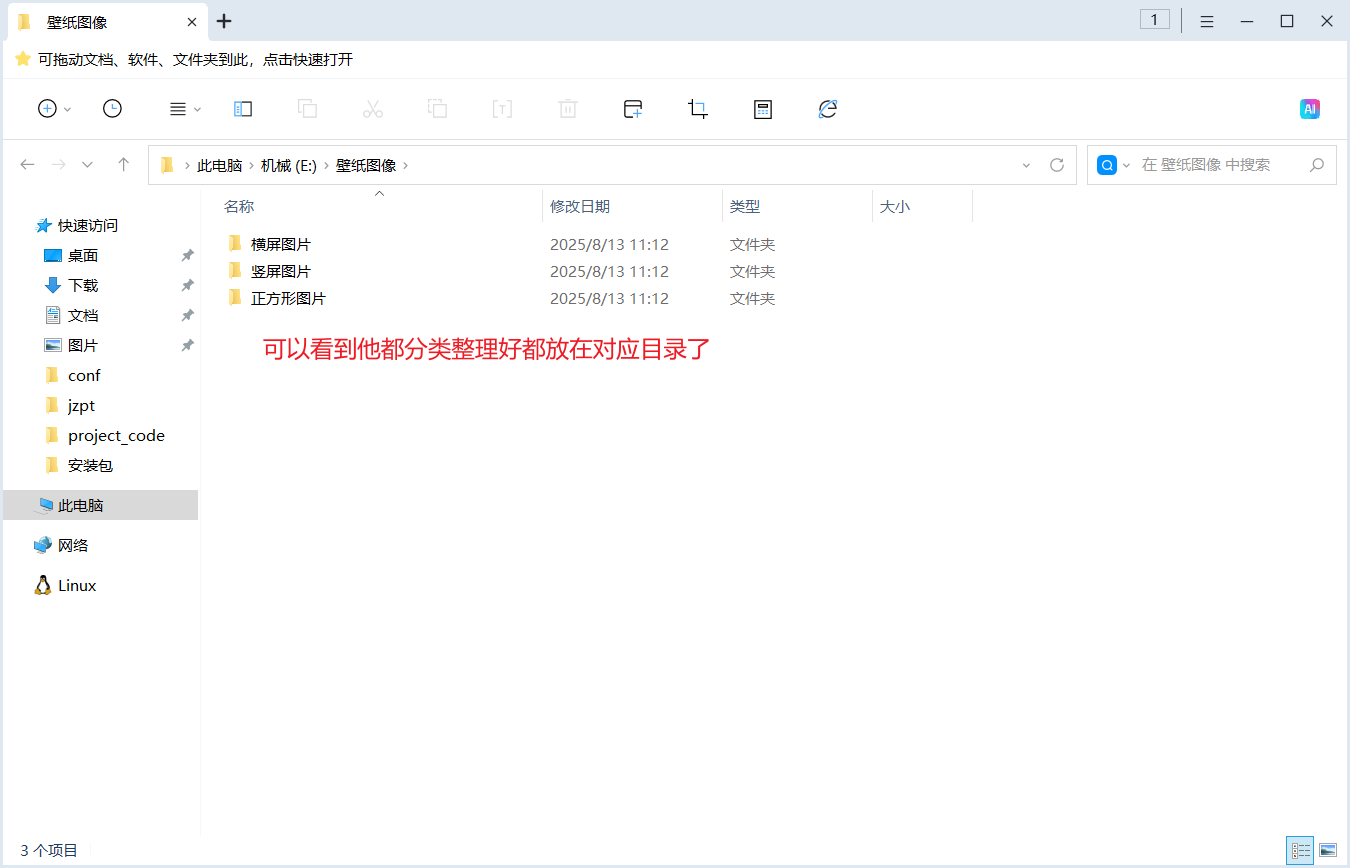 壁纸图像
1
可拖动文档、软件、文件夹到此，点击快速打开
AI
此电脑 机械 (E:) 壁纸图像
在 壁纸图像 中搜索
名称 修改日期 类型 大小
快速访问
桌面
下载
文档
图片
conf
jzpt
project_code
安装包
此电脑
网络
Linux
横屏图片 2025/8/13 11:12 文件夹
竖屏图片 2025/8/13 11:12 文件夹
正方形图片 2025/8/13 11:12 文件夹
可以看到他都分类整理好都放在对应目录了
3 个项目